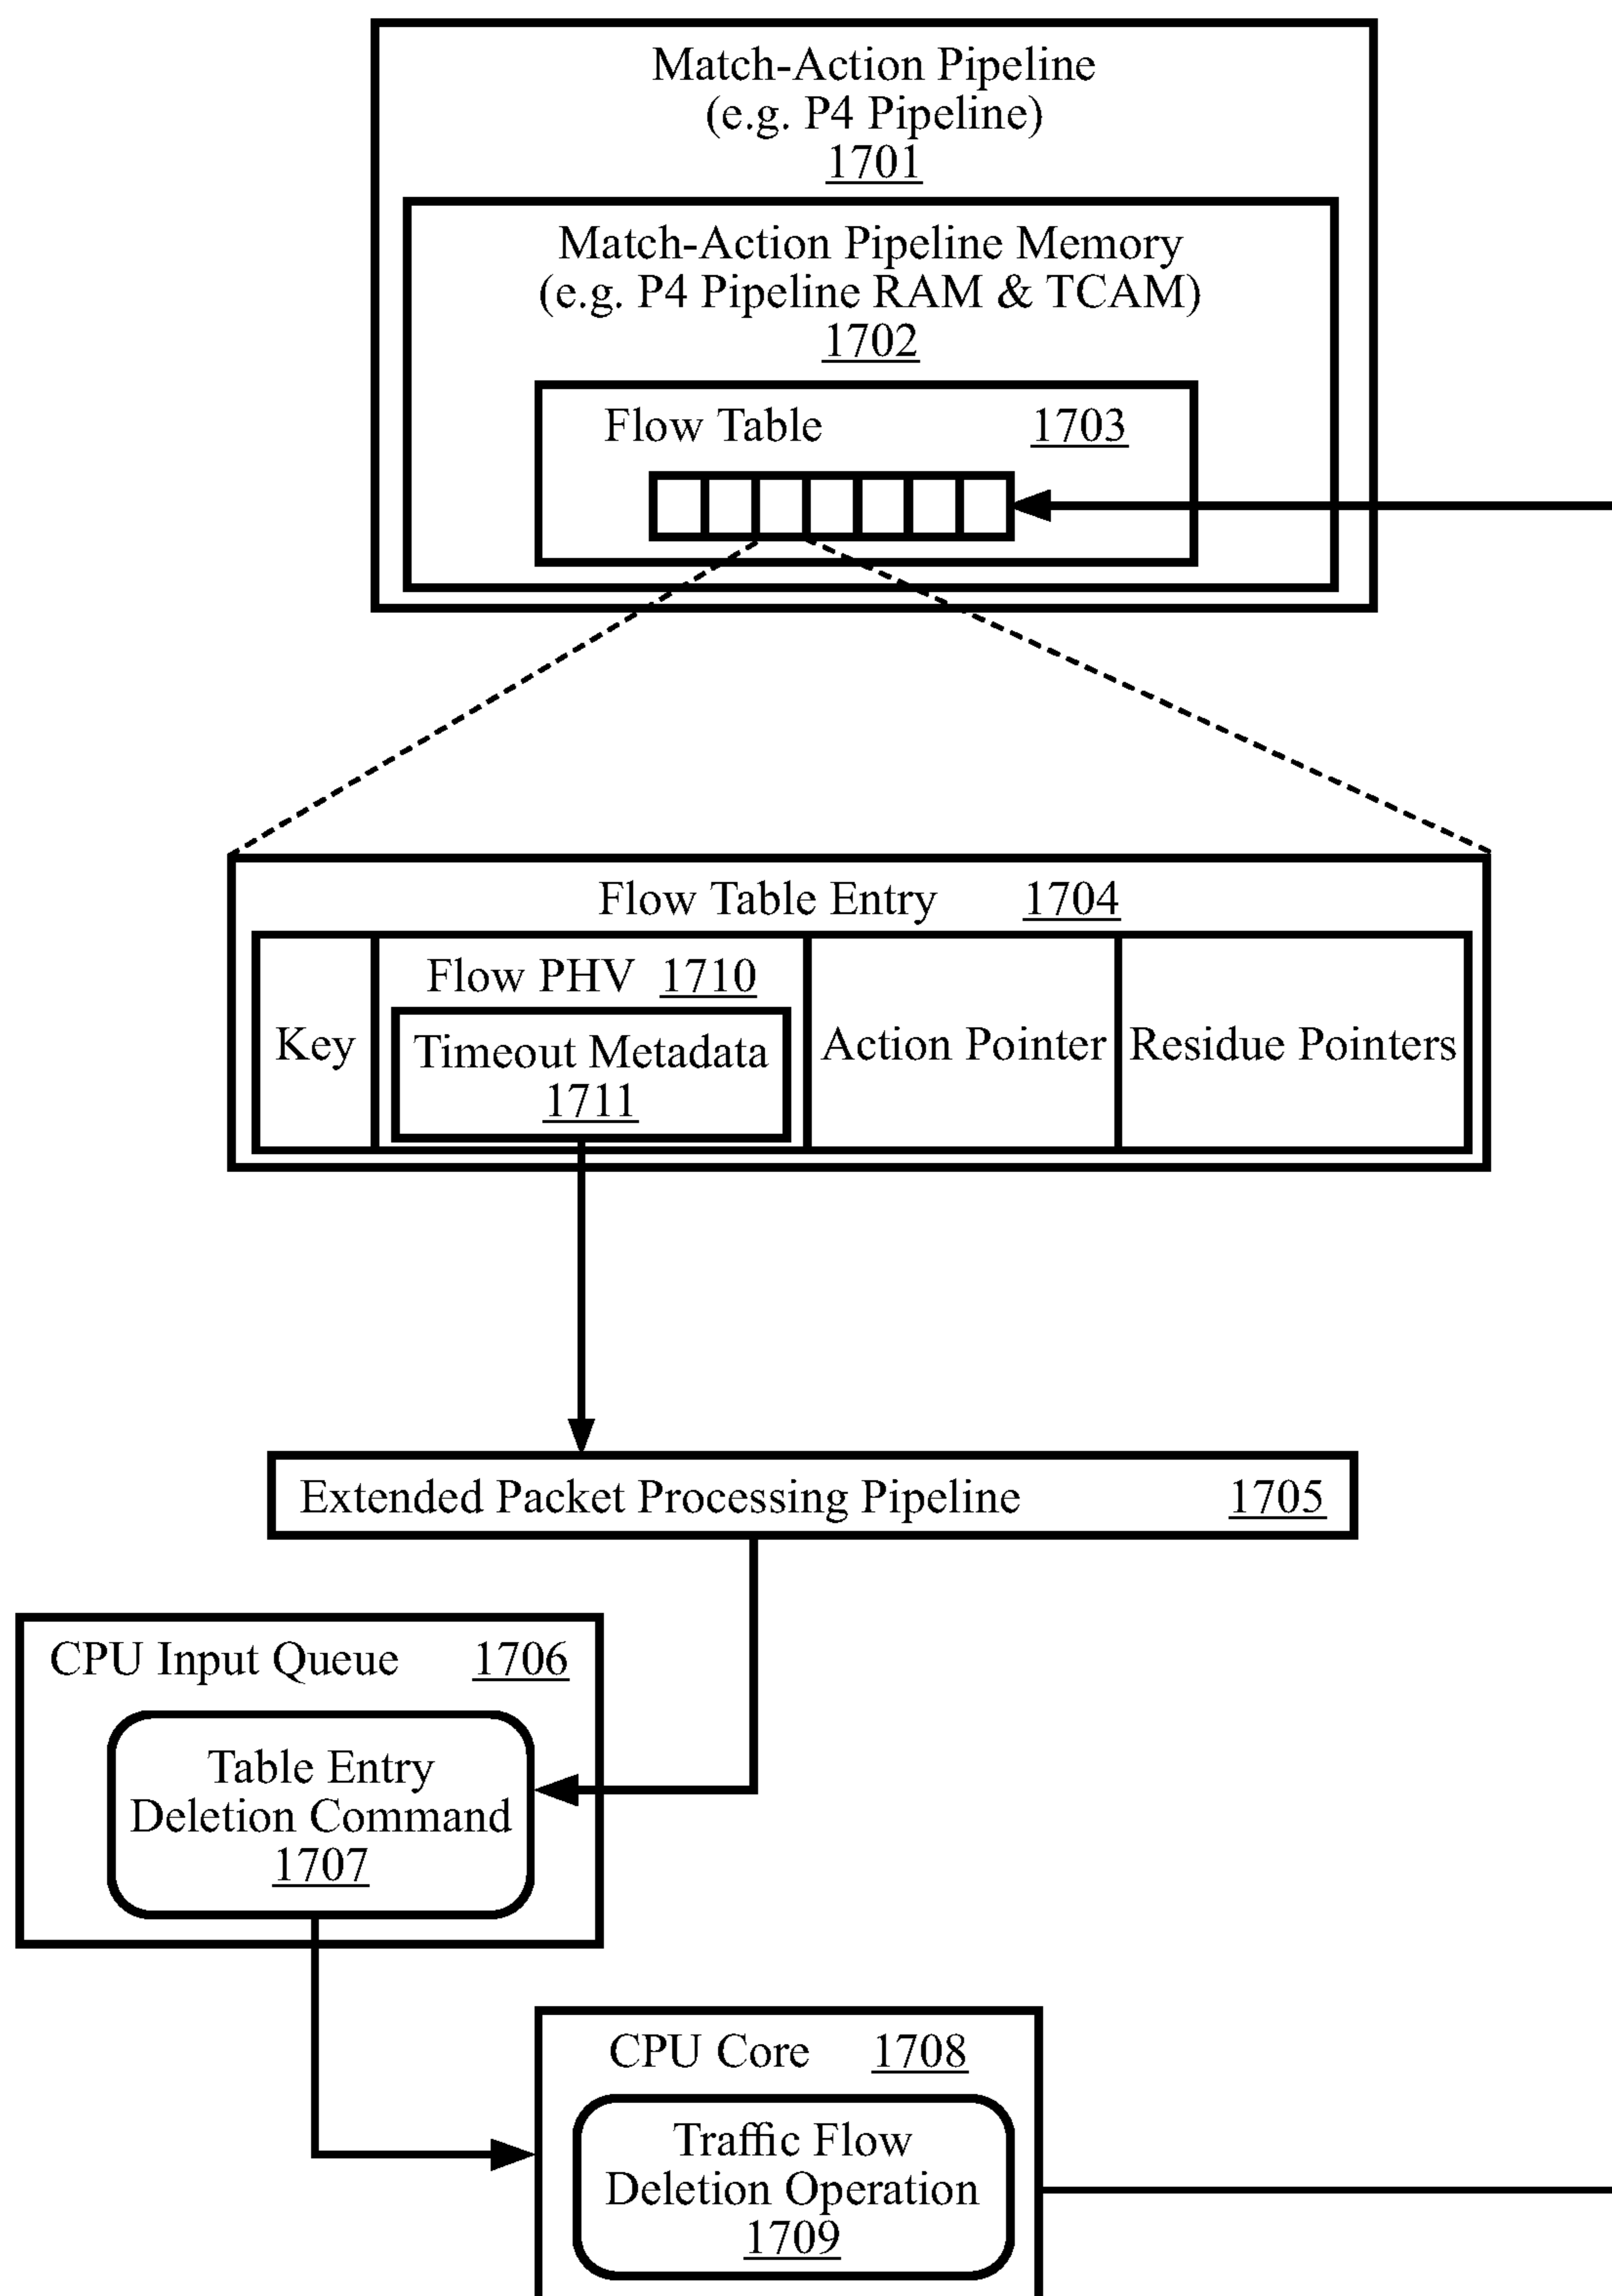 Match-Action Pipeline
(e.g. P4 Pipeline)
1701
Match-Action Pipeline Memory
(e.g. P4 Pipeline RAM & TCAM)
1702
Flow Table 1703
Flow Table Entry 1704
Key
Flow PHV 1710
Timeout Metadata
1711
Action Pointer
Residue Pointers
Extended Packet Processing Pipeline 1705
CPU Input Queue 1706
Table Entry
Deletion Command
1707
CPU Core 1708
Traffic Flow
Deletion Operation
1709